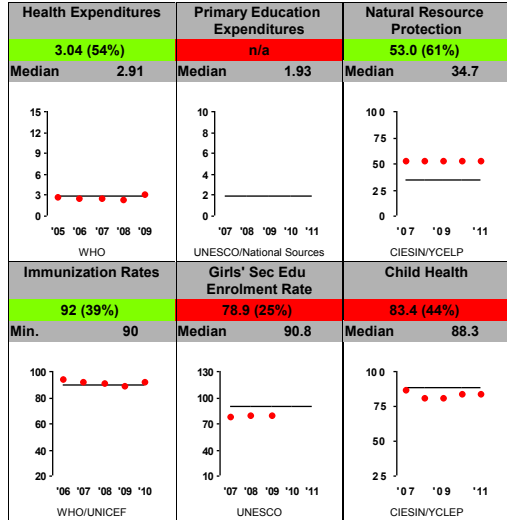 Health Expenditures
3.04 (54%)
Median 2.91
15
12
9
6
3
0
'05 '06 '07 '08 '09
WHO
Primary Education
Expenditures
n/a
Median 1.93
10
8
6
4
2
0
'07 '08 '09 '10 '11
UNESCO/National Sources
Natural Resource
Protection
53.0 (61%)
Median 34.7
100
75
50
25
0
'07 '09 '11
CIESIN/YCELP
Immunization Rates
92 (39%)
Min. 90
100
80
60
40
20
'06 '07 '08 '09 '10
WHO/UNICEF
Girls' Sec Edu
Enrolment Rate
78.9 (25%)
Median 90.8
130
100
70
40
10
'07 '08 '09 '10 '11
UNESCO
Child Health
83.4 (44%)
Median 88.3
100
75
50
25
'07 '09 '11
CIESIN/YCLEP